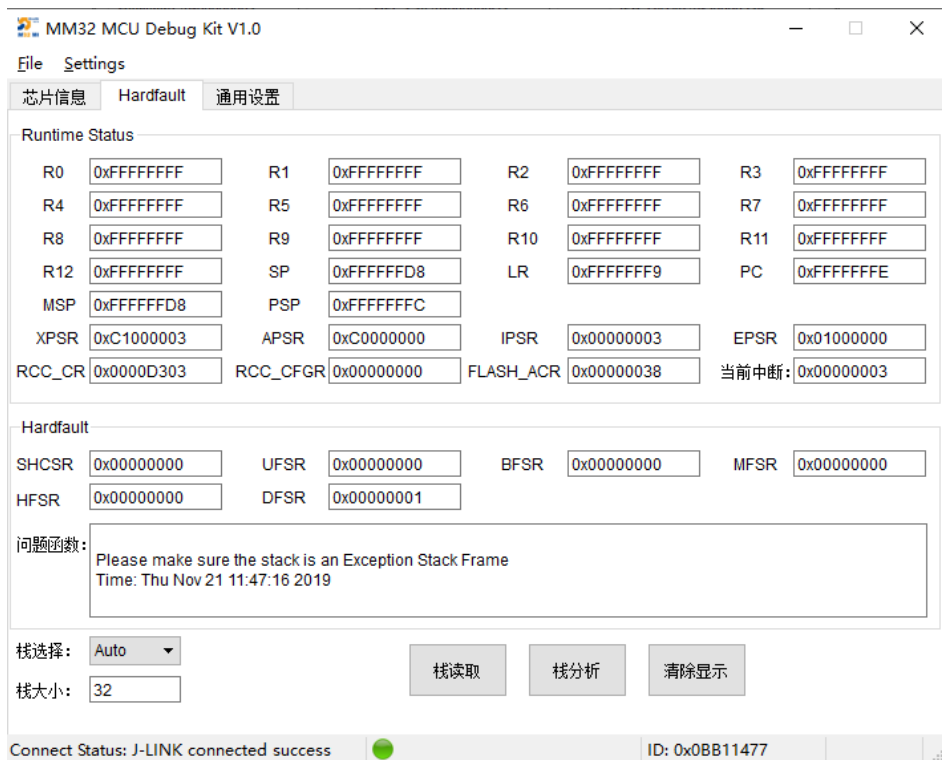 MM32 MCU Debug Kit V1.0
File Settings
芯片信息 Hardfault 通用设置
Runtime Status
R0 0xFFFFFFFF R1 0xFFFFFFFF R2 0xFFFFFFFF R3 0xFFFFFFFF
R4 0xFFFFFFFF R5 0xFFFFFFFF R6 0xFFFFFFFF R7 0xFFFFFFFF
R8 0xFFFFFFFF R9 0xFFFFFFFF R10 0xFFFFFFFF R11 0xFFFFFFFF
R12 0xFFFFFFFF SP 0xFFFFFFD8 LR 0xFFFFFFF9 PC 0xFFFFFFFE
MSP 0xFFFFFFD8 PSP 0xFFFFFFFC
XPSR 0xC1000003 APSR 0xC0000000 IPSR 0x00000003 EPSR 0x01000000
RCC_CR 0x0000D303 RCC_CFGR 0x00000000 FLASH_ACR 0x00000038 当前中断: 0x00000003
Hardfault
SHCSR 0x00000000 UFSR 0x00000000 BFSR 0x00000000 MFSR 0x00000000
HFSR 0x00000000 DFSR 0x00000001
问题函数:
Please make sure the stack is an Exception Stack Frame
Time: Thu Nov 21 11:47:16 2019
栈选择: Auto
栈大小: 32
栈读取 栈分析 清除显示
Connect Status: J-LINK connected success ID: 0x0BB11477